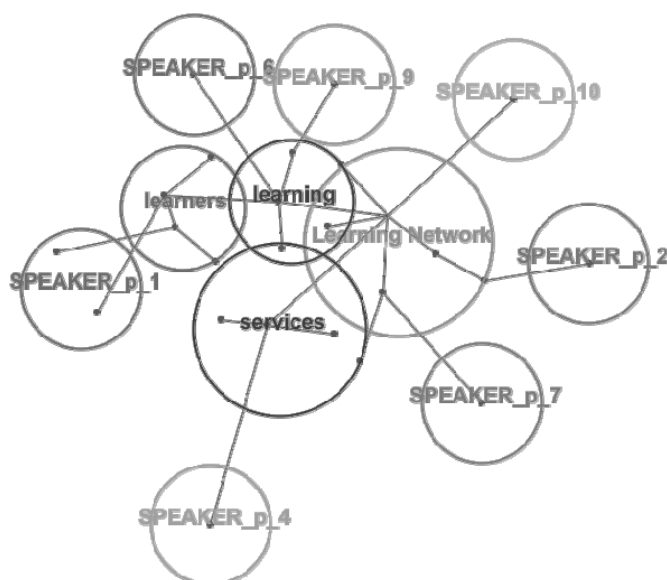 SPEAKER_p_6
SPEAKER_p_9
SPEAKER_p_10
learners
learning
Learning Network
SPEAKER_p_2
SPEAKER_p_1
services
SPEAKER_p_7
SPEAKER_p_4